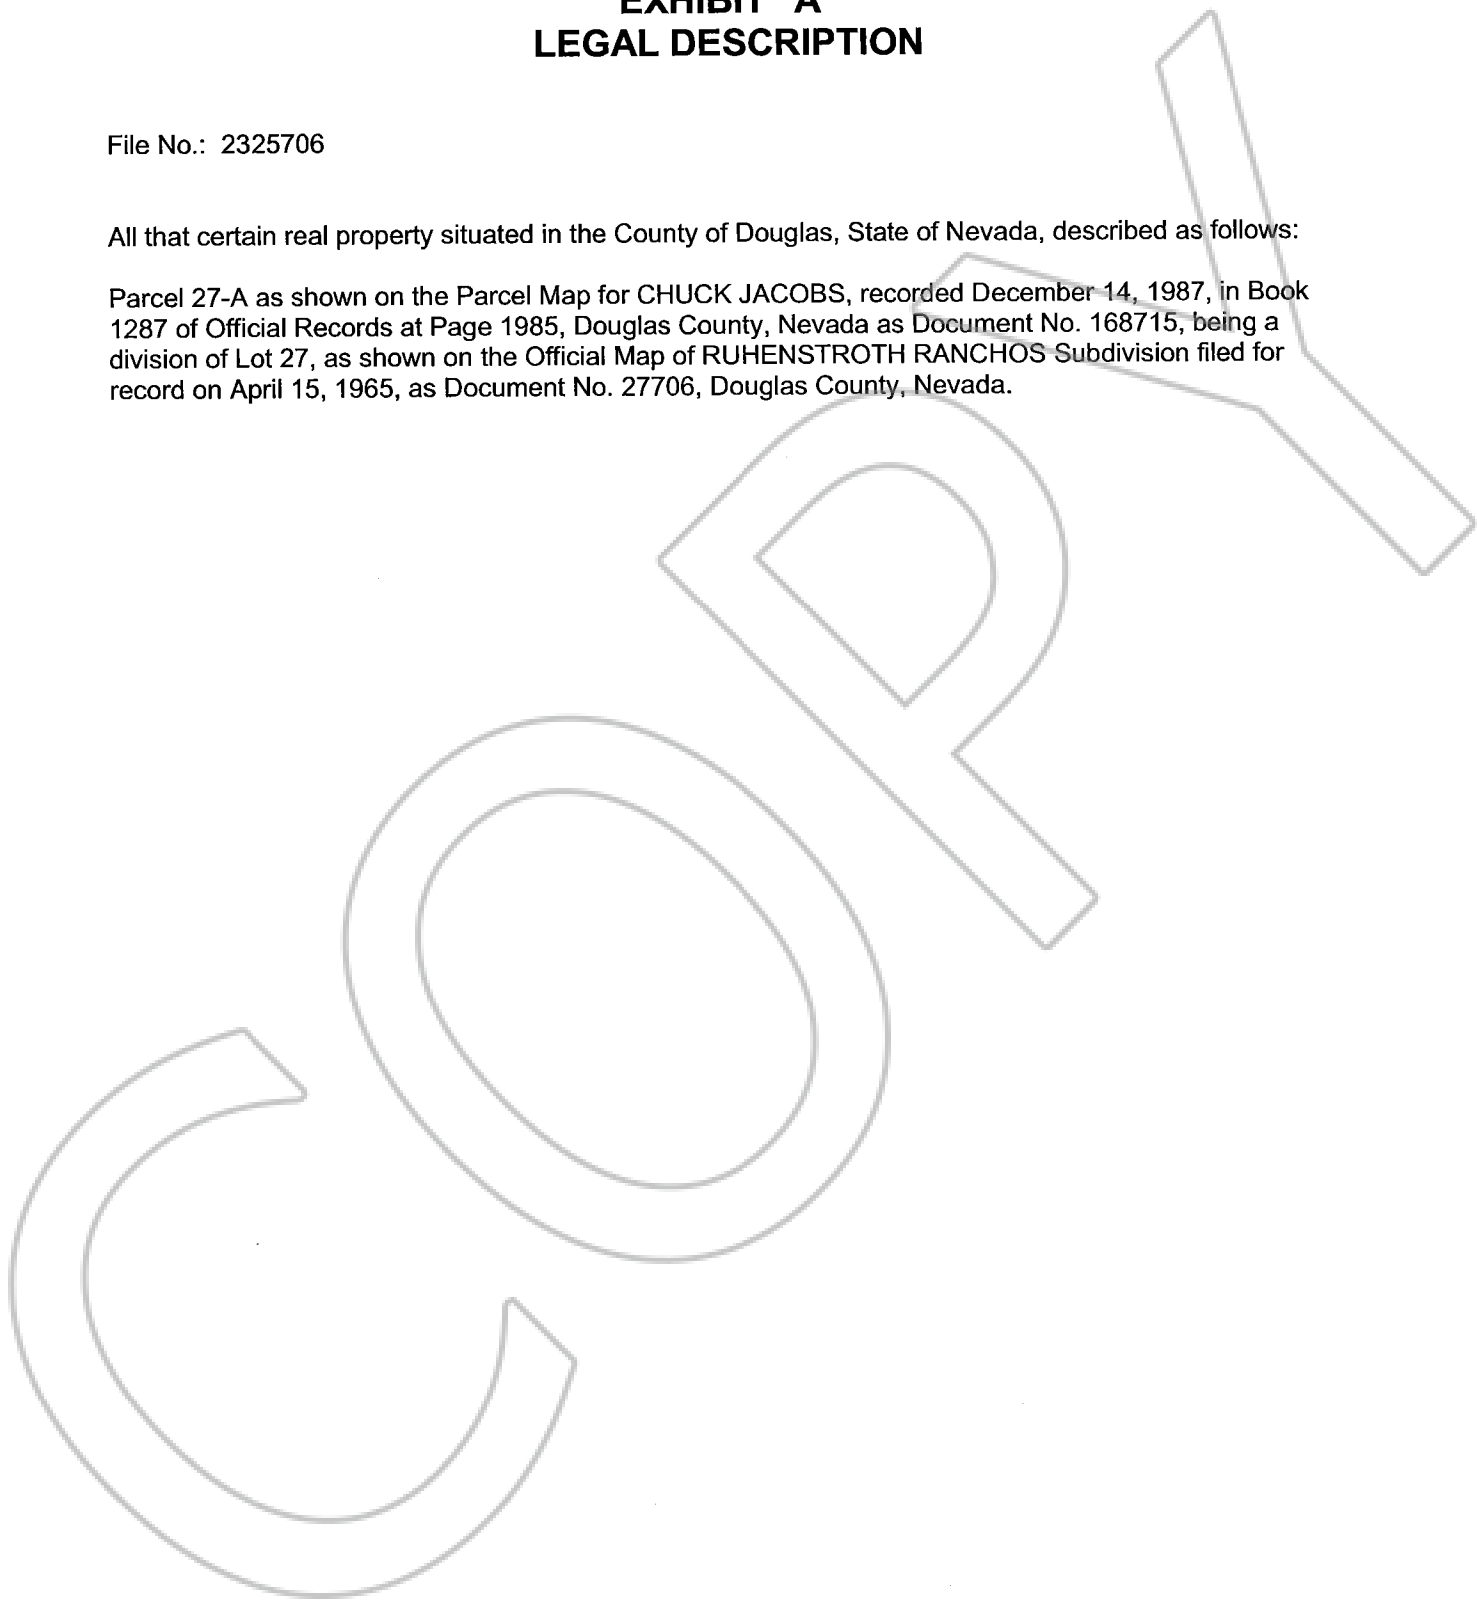 EXHIBIT "A"
LEGAL DESCRIPTION
File No.: 2325706
All that certain real property situated in the County of Douglas, State of Nevada, described as follows:
Parcel 27-A as shown on the Parcel Map for CHUCK JACOBS, recorded December 14, 1987, in Book
1287 of Official Records at Page 1985, Douglas County, Nevada as Document No. 168715, being a
division of Lot 27, as shown on the Official Map of RUHENSTROTH RANCHOS Subdivision filed for
record on April 15, 1965, as Document No. 27706, Douglas County, Nevada.
COPY